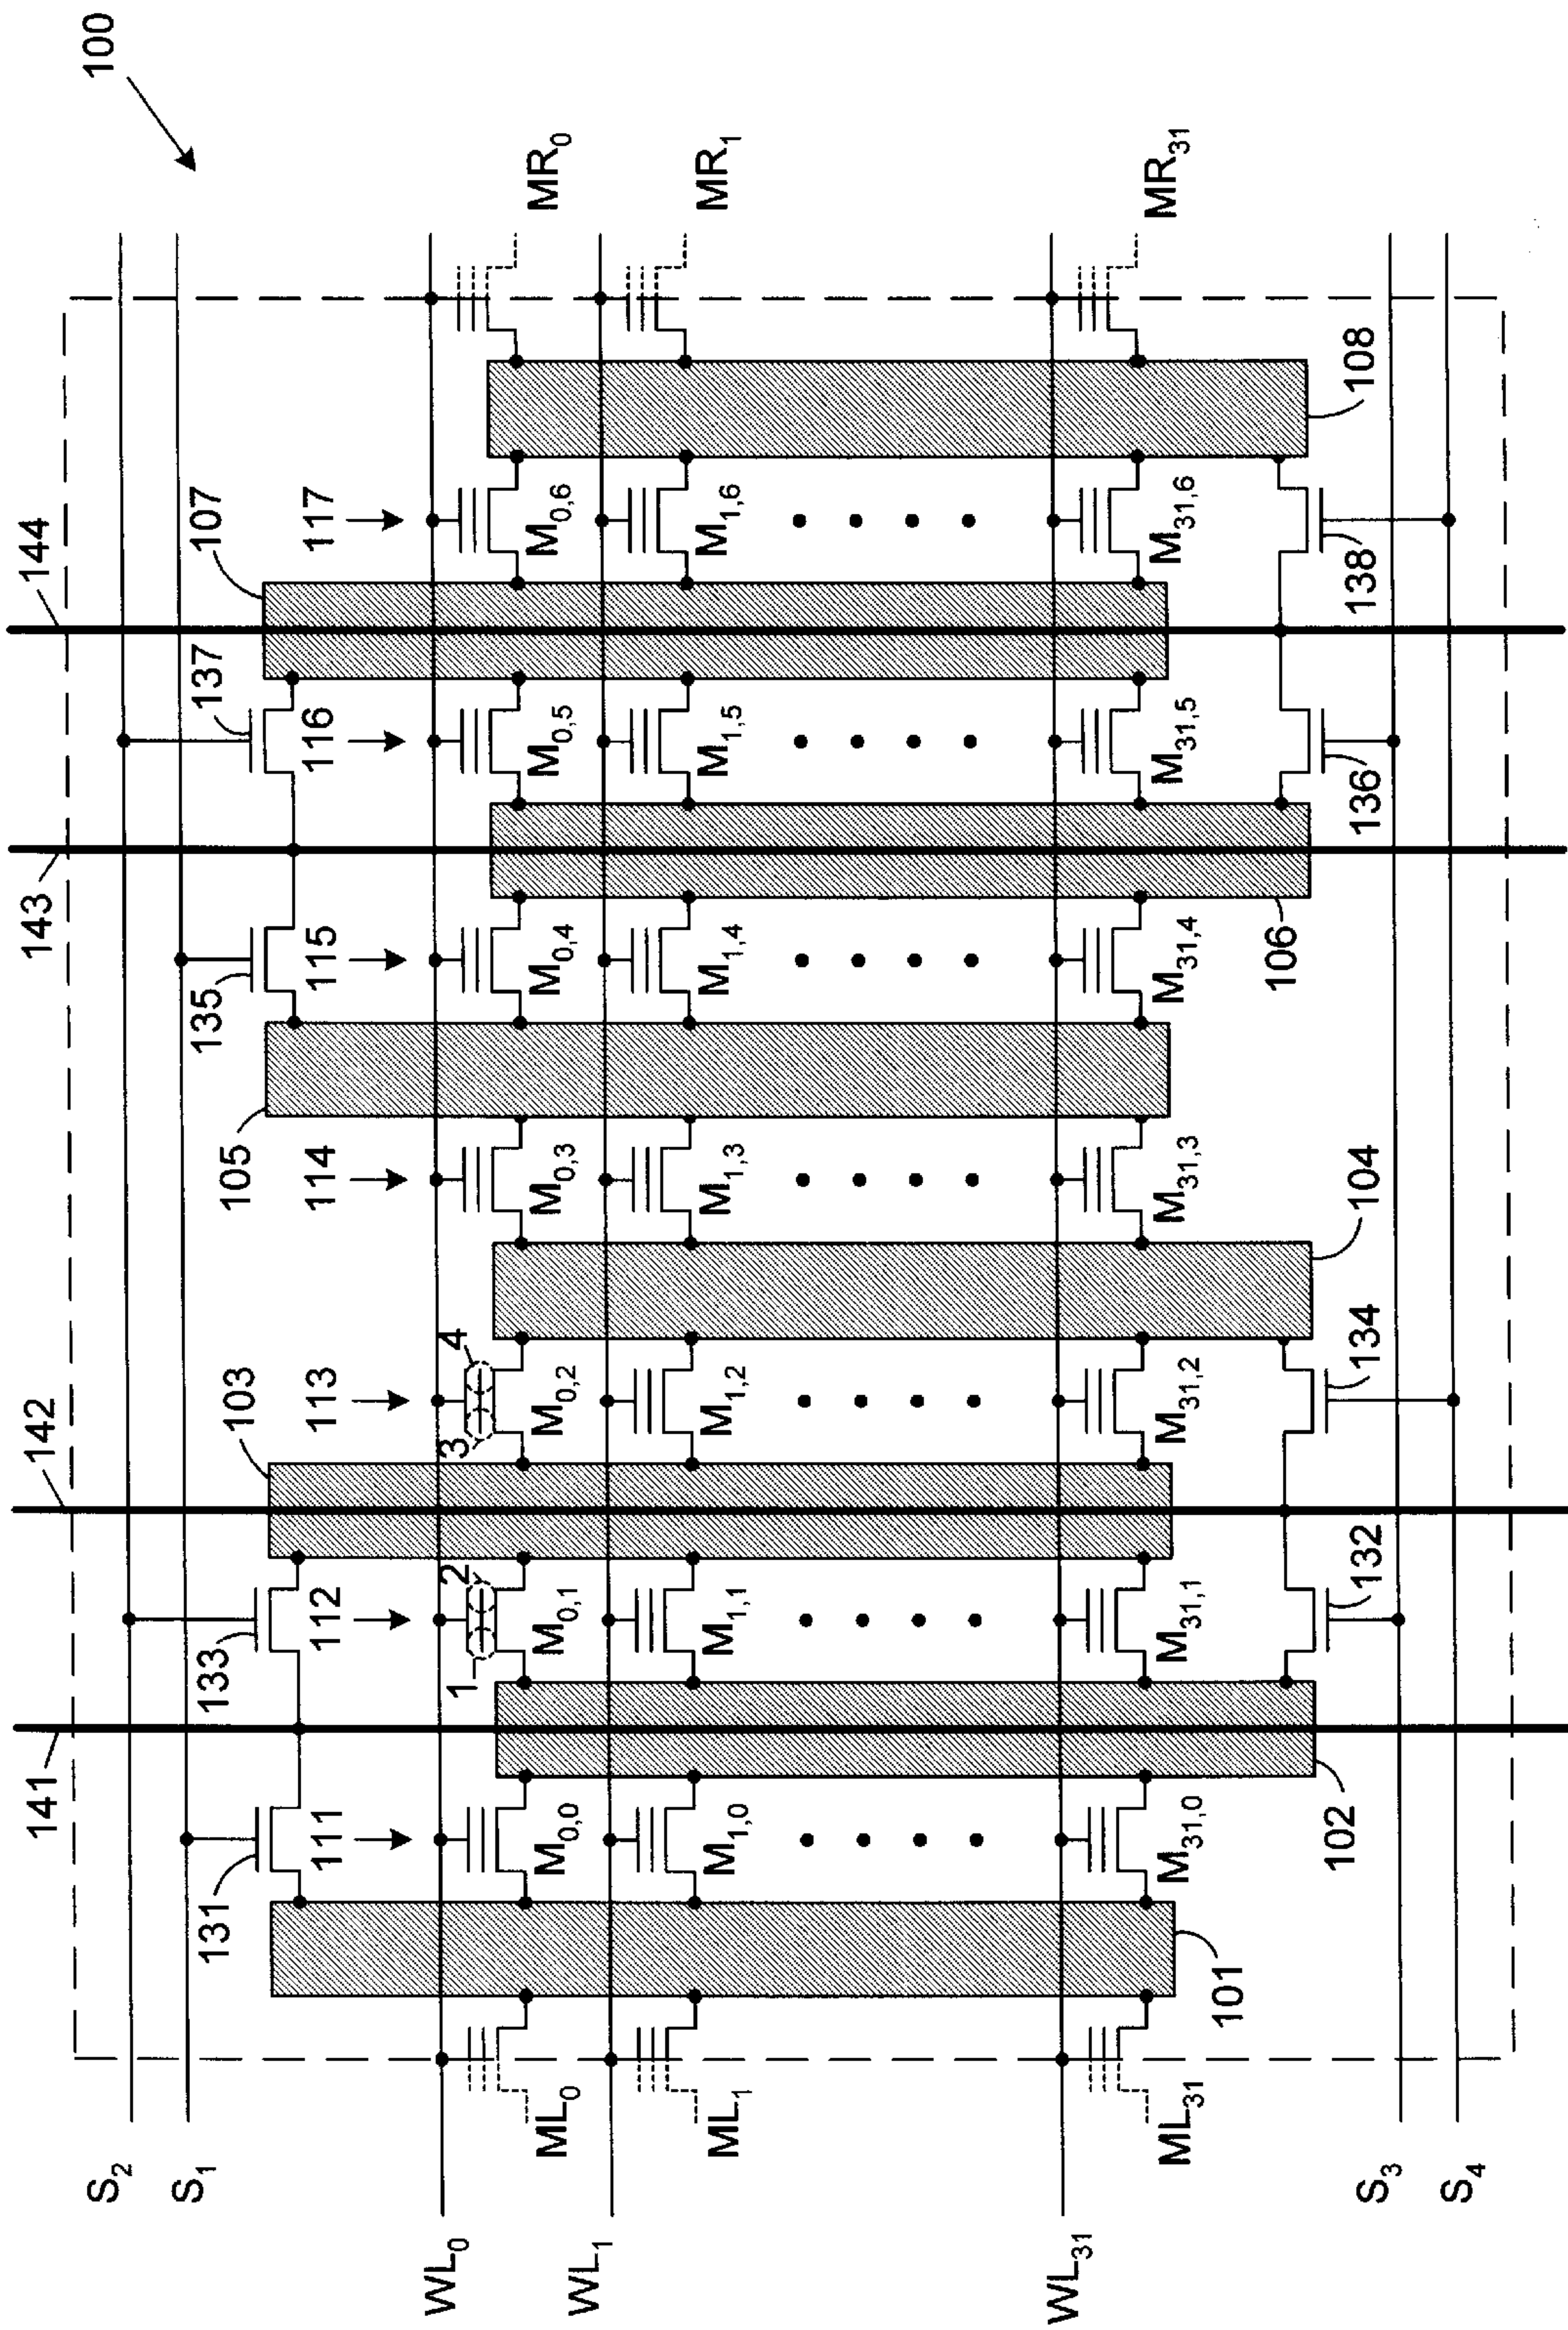 100
144
143
142
141
S₂
S₁
131
133
135
137
111
112
113
114
115
116
117
103
105
107
WL₀
ML₀
M₀,₀
1
2
M₀,₁
3
4
M₀,₂
M₀,₃
M₀,₄
M₀,₅
M₀,₆
MR₀
WL₁
ML₁
M₁,₀
M₁,₁
M₁,₂
M₁,₃
M₁,₄
M₁,₅
M₁,₆
MR₁
WL₃₁
ML₃₁
M₃₁,₀
M₃₁,₁
M₃₁,₂
M₃₁,₃
M₃₁,₄
M₃₁,₅
M₃₁,₆
MR₃₁
101
102
104
106
108
132
134
136
138
S₃
S₄